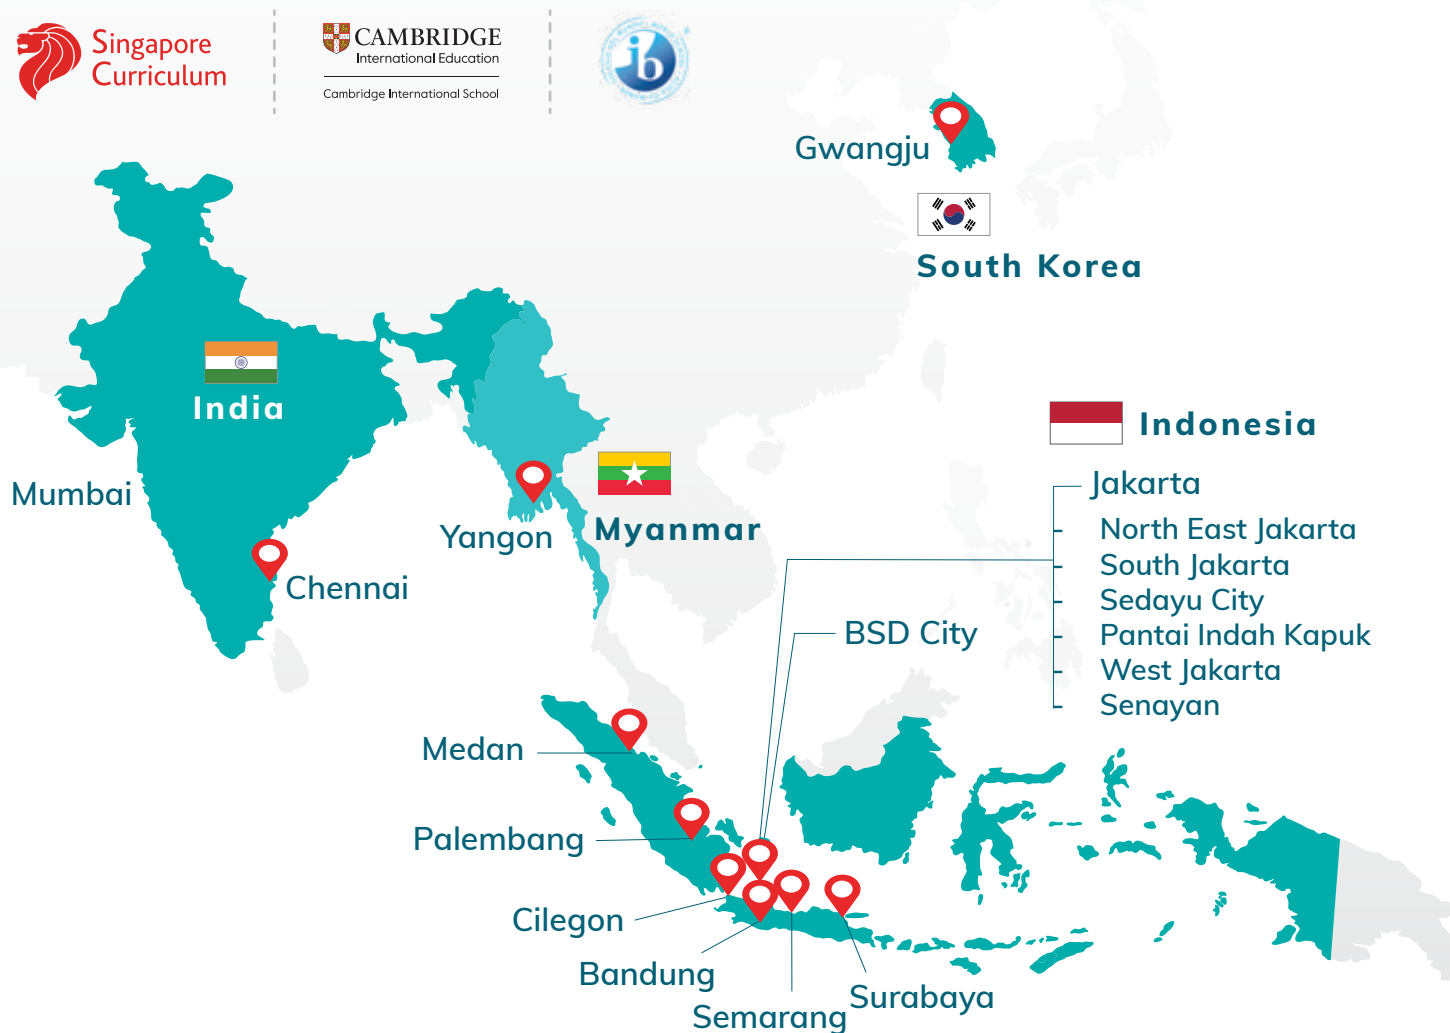 Singapore
Curriculum
CAMBRIDGE
International Education
Cambridge International School
ib
Gwangju
South Korea
India
Indonesia
Mumbai
Jakarta
Yangon
Myanmar
North East Jakarta
South Jakarta
Chennai
Sedayu City
BSD City
Pantai Indah Kapuk
West Jakarta
Senayan
Medan
Palembang
Cilegon
Bandung
Surabaya
Semarang